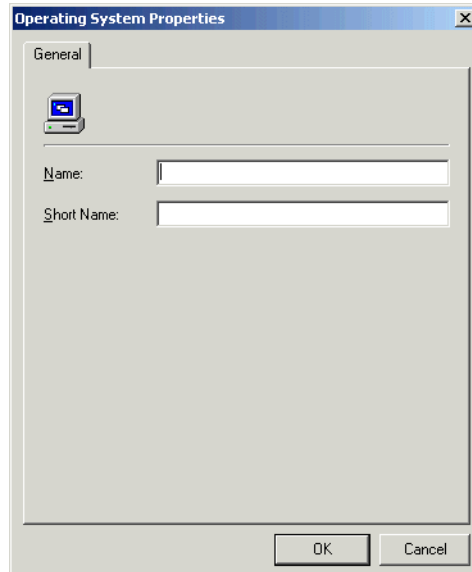 Operating System Properties
General
Name:
Short Name:
OK
Cancel